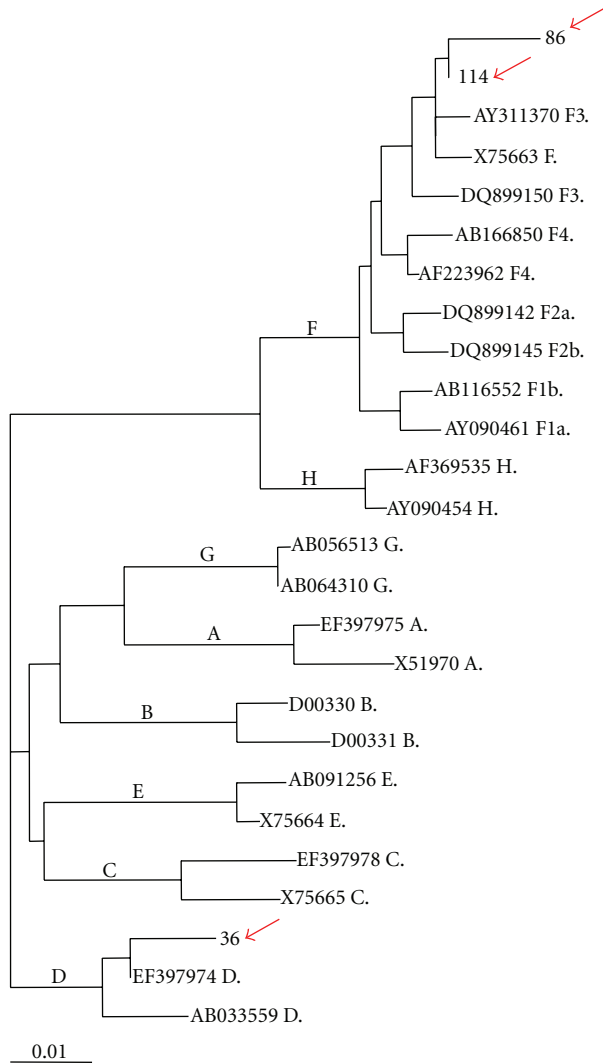 86
114
AY311370 F3.
X75663 F.
DQ899150 F3.
AB166850 F4.
AF223962 F4.
DQ899142 F2a.
F
DQ899145 F2b.
AB116552 F1b.
AY090461 F1a.
AF369535 H.
H
AY090454 H.
AB056513 G.
G
AB064310 G.
EF397975 A.
A
X51970 A.
D00330 B.
B
D00331 B.
AB091256 E.
E
X75664 E.
EF397978 C.
C
X75665 C.
36
EF397974 D.
D
AB033559 D.
0.01